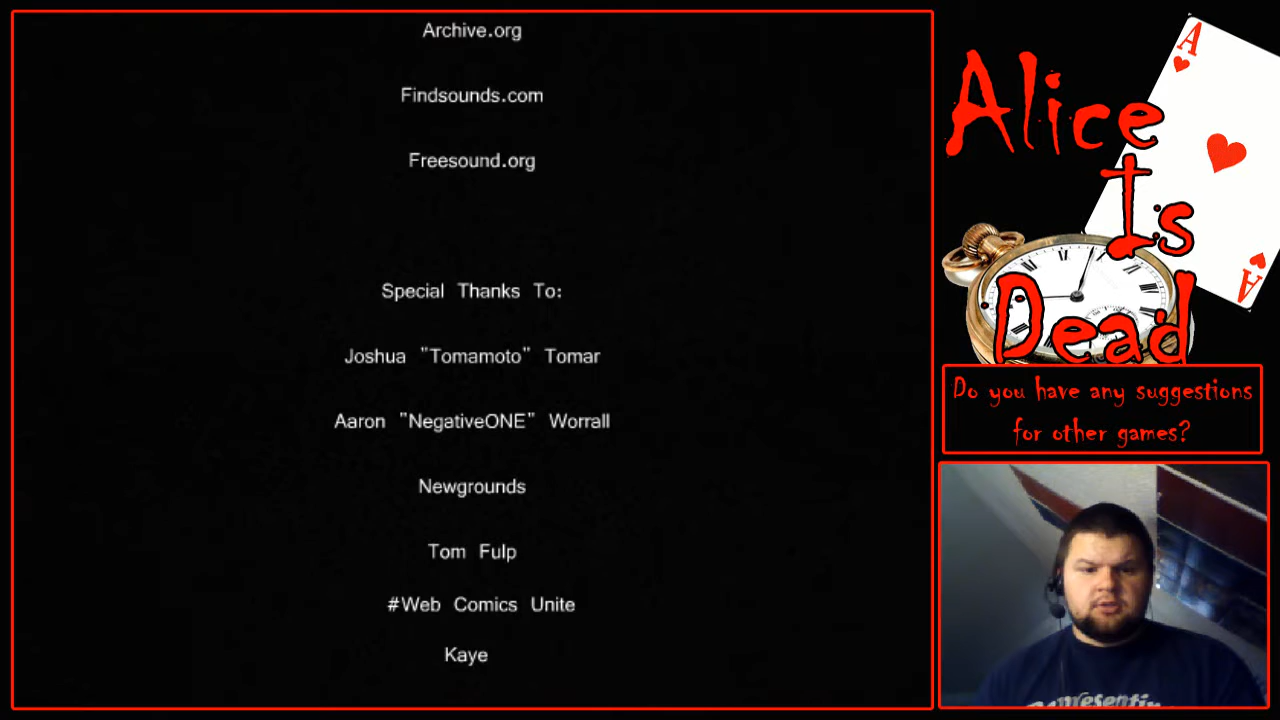 Archive.org
Findsounds.com
Freesound.org
Special Thanks To:
Joshua "Tomamoto" Tomar
Aaron "NegativeONE" Worrall
Newgrounds
Tom Fulp
#Web Comics Unite
Kaye
A
Alice
Is
Dead
A
Do you have any suggestions
for other games?